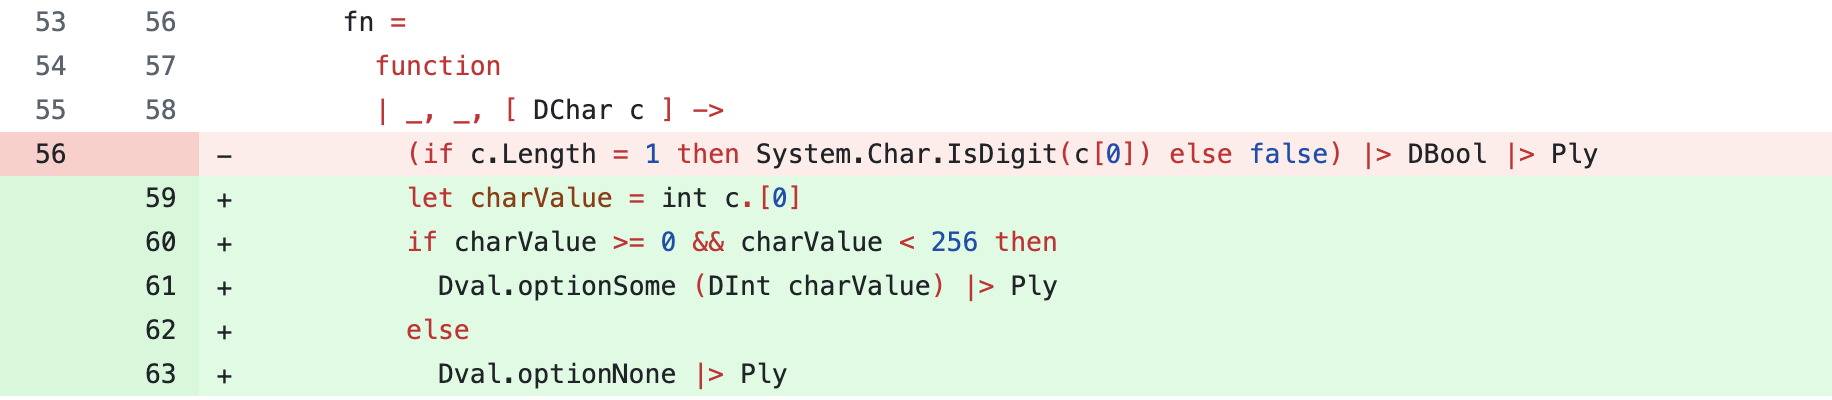 53 56 fn =
54 57 function
55 58 | _, _, [ DChar c ] ->
56 - (if c.Length = 1 then System.Char.IsDigit(c[0]) else false) |> DBool |> Ply
59 + let charValue = int c.[0]
60 + if charValue >= 0 && charValue < 256 then
61 + Dval.optionSome (DInt charValue) |> Ply
62 + else
63 + Dval.optionNone |> Ply